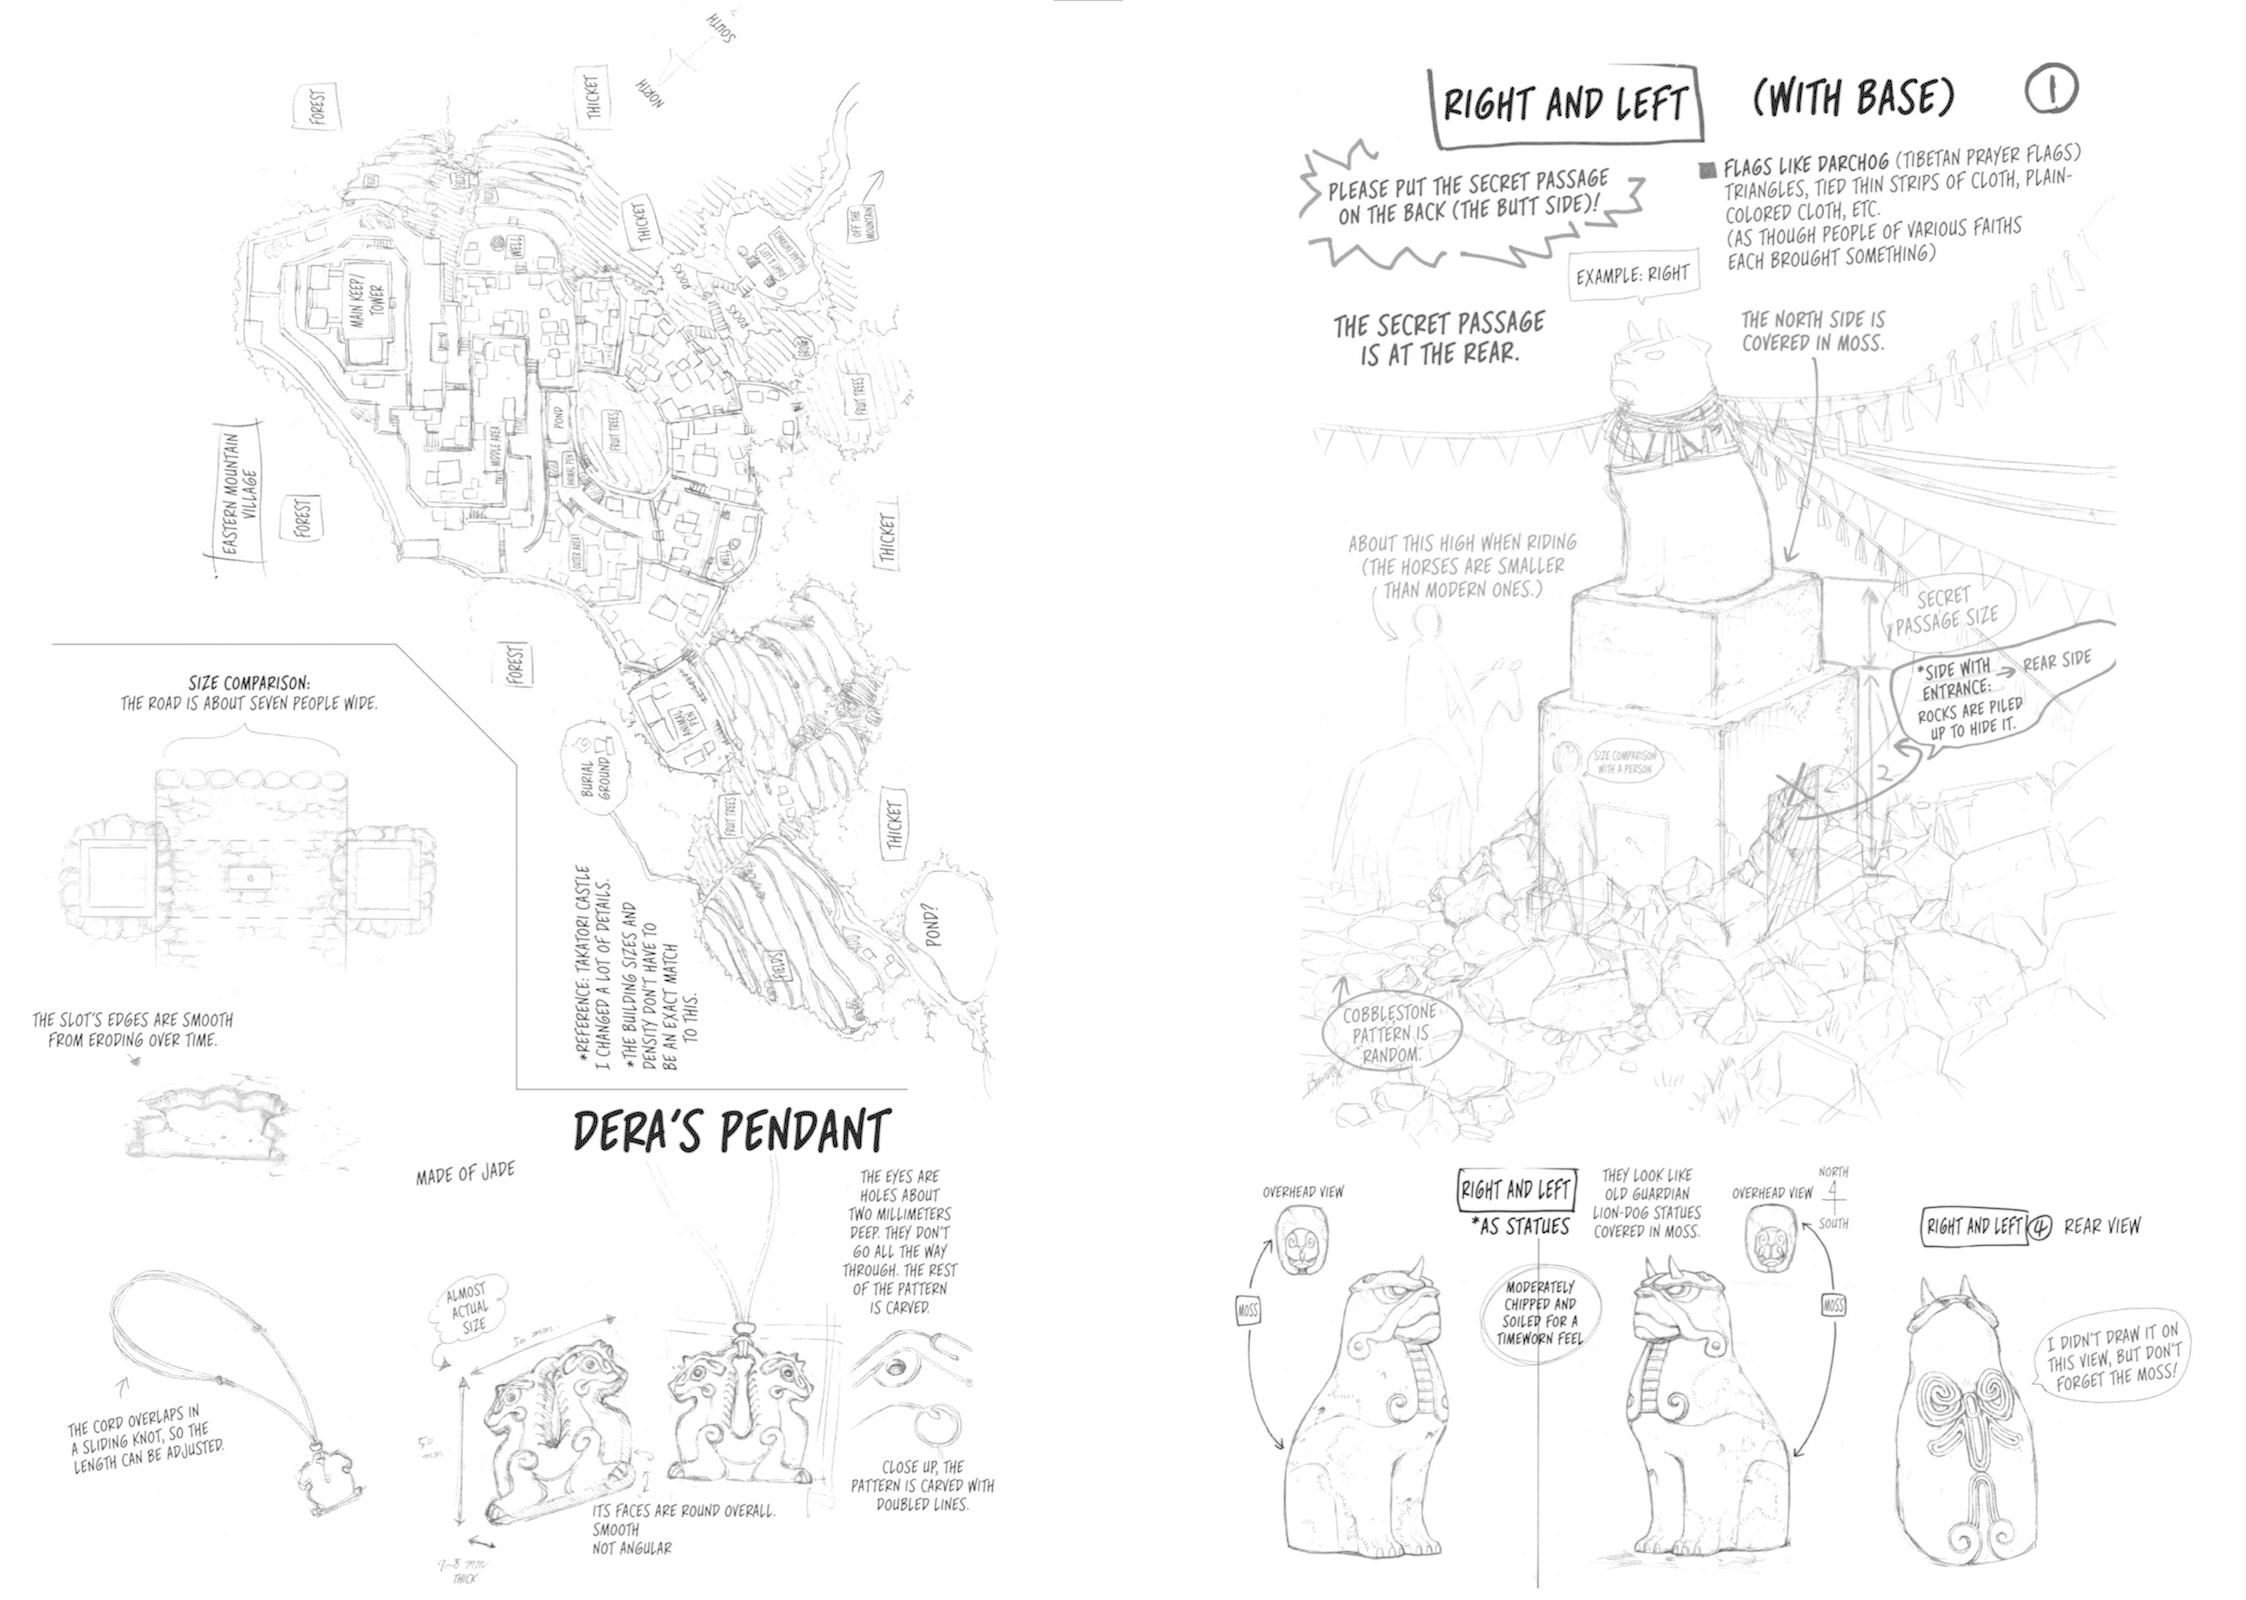 SOUTH
NORTH
FOREST
THICKET
THICKET
WELL
MAIN KEEP/
TOWER
ROCKS
ROCKS
OFF THE
MOUNTAIN
FRUIT TREES
POND
FRUIT TREES
MIDDLE AREA
ANIMAL PEN
EASTERN MOUNTAIN
VILLAGE
FOREST
THICKET
OUTER AREA
WELL
FOREST
ANIMAL
PEN
BURIAL
GROUND
FRUIT TREES
THICKET
POND?
FIELDS
*REFERENCE: TAKATORI CASTLE
I CHANGED A LOT OF DETAILS.
*THE BUILDING SIZES AND
DENSITY DON'T HAVE TO
BE AN EXACT MATCH
TO THIS.
SIZE COMPARISON:
THE ROAD IS ABOUT SEVEN PEOPLE WIDE.
THE SLOT'S EDGES ARE SMOOTH
FROM ERODING OVER TIME.
DERA'S PENDANT
MADE OF JADE
THE EYES ARE
HOLES ABOUT
TWO MILLIMETERS
DEEP. THEY DON'T
GO ALL THE WAY
THROUGH. THE REST
OF THE PATTERN
IS CARVED.
ALMOST
ACTUAL
SIZE
50 mm
50
mm
THE CORD OVERLAPS IN
A SLIDING KNOT, SO THE
LENGTH CAN BE ADJUSTED.
CLOSE UP, THE
PATTERN IS CARVED WITH
DOUBLED LINES.
ITS FACES ARE ROUND OVERALL.
SMOOTH
NOT ANGULAR
7~8 mm
THICK
RIGHT AND LEFT (WITH BASE) 1
PLEASE PUT THE SECRET PASSAGE
ON THE BACK (THE BUTT SIDE)!
FLAGS LIKE DARCHOG (TIBETAN PRAYER FLAGS)
TRIANGLES, TIED THIN STRIPS OF CLOTH, PLAIN-
COLORED CLOTH, ETC.
(AS THOUGH PEOPLE OF VARIOUS FAITHS
EACH BROUGHT SOMETHING)
EXAMPLE: RIGHT
THE SECRET PASSAGE
IS AT THE REAR.
THE NORTH SIDE IS
COVERED IN MOSS.
ABOUT THIS HIGH WHEN RIDING
(THE HORSES ARE SMALLER
THAN MODERN ONES.)
SECRET
PASSAGE SIZE
*SIDE WITH → REAR SIDE
ENTRANCE:
ROCKS ARE PILED
UP TO HIDE IT.
SIZE COMPARISON
WITH A PERSON
2
COBBLESTONE
PATTERN IS
RANDOM.
OVERHEAD VIEW
RIGHT AND LEFT
*AS STATUES
THEY LOOK LIKE
OLD GUARDIAN
LION-DOG STATUES
COVERED IN MOSS.
OVERHEAD VIEW
NORTH
SOUTH
RIGHT AND LEFT 4 REAR VIEW
MOSS
MODERATELY
CHIPPED AND
SOILED FOR A
TIMEWORN FEEL
MOSS
I DIDN'T DRAW IT ON
THIS VIEW, BUT DON'T
FORGET THE MOSS!